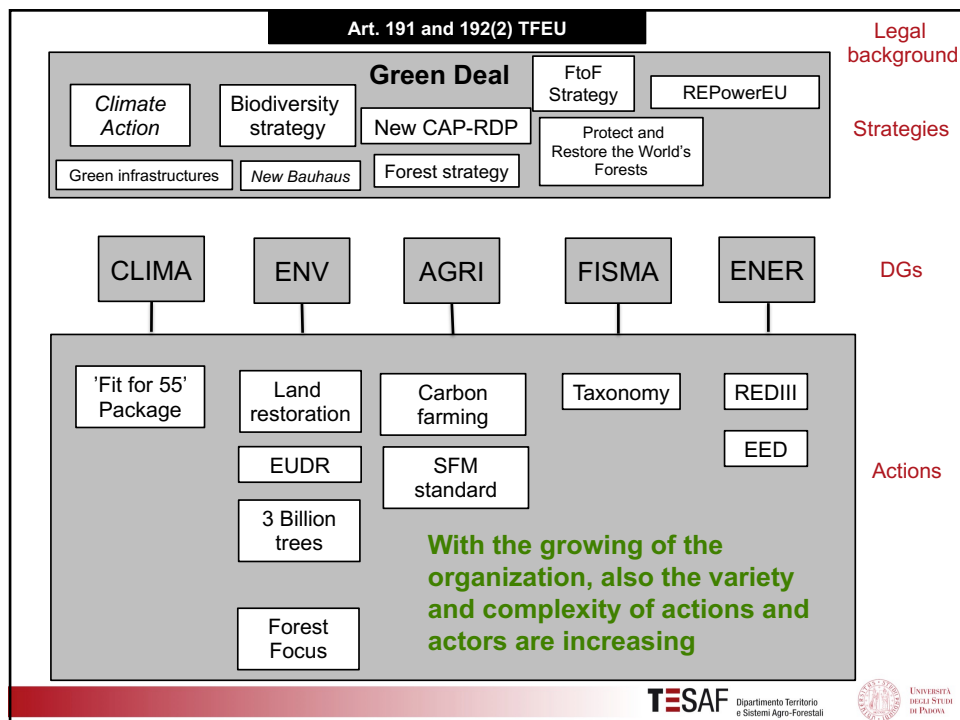 Art. 191 and 192(2) TFEU
Legal
background
Green Deal
Climate
Action
Biodiversity
strategy
New CAP-RDP
FtoF
Strategy
REPowerEU
Strategies
Protect and
Restore the World's
Forests
Green infrastructures
New Bauhaus
Forest strategy
CLIMA
ENV
AGRI
FISMA
ENER
DGs
’Fit for 55’
Package
Land
restoration
Carbon
farming
Taxonomy
REDIII
EUDR
SFM
standard
EED
Actions
3 Billion
trees
Forest
Focus
With the growing of the
organization, also the variety
and complexity of actions and
actors are increasing
TESAF
Dipartimento Territorio
e Sistemi Agro-Forestali
UNIVERSITÀ
DEGLI STUDI
DI PADOVA